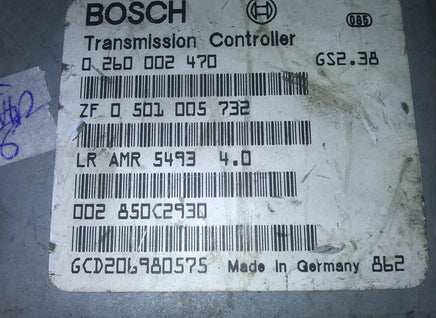 BOSCH
085
Transmission Controller
0 260 002 470 GS2.38
ZF 0 501 005 732
LR AMR 5493 4.0
002 850C2930
GCD206980575 Made in Germany 862